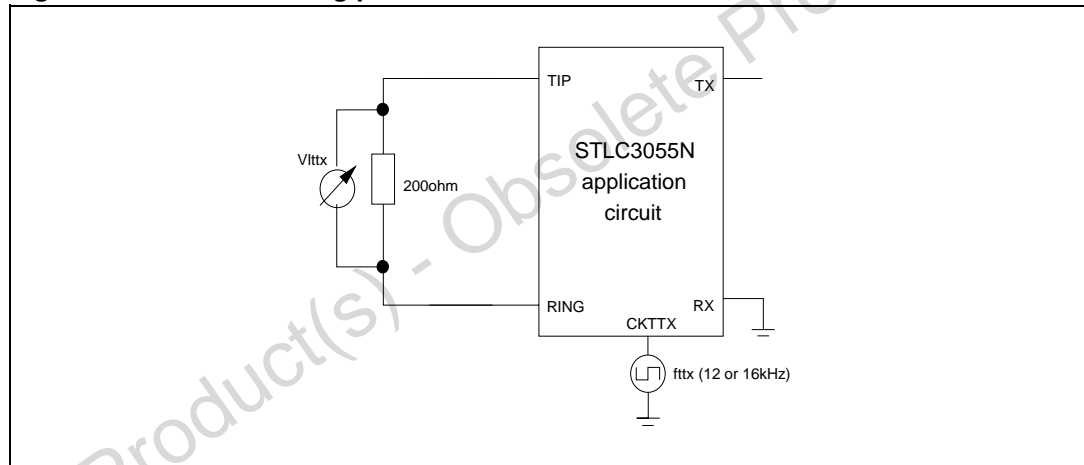 TIP
TX
Vlttx
200ohm
STLC3055N
application
circuit
RING
RX
CKTTX
fttx (12 or 16kHz)
Product(s) - Obsolete Pro